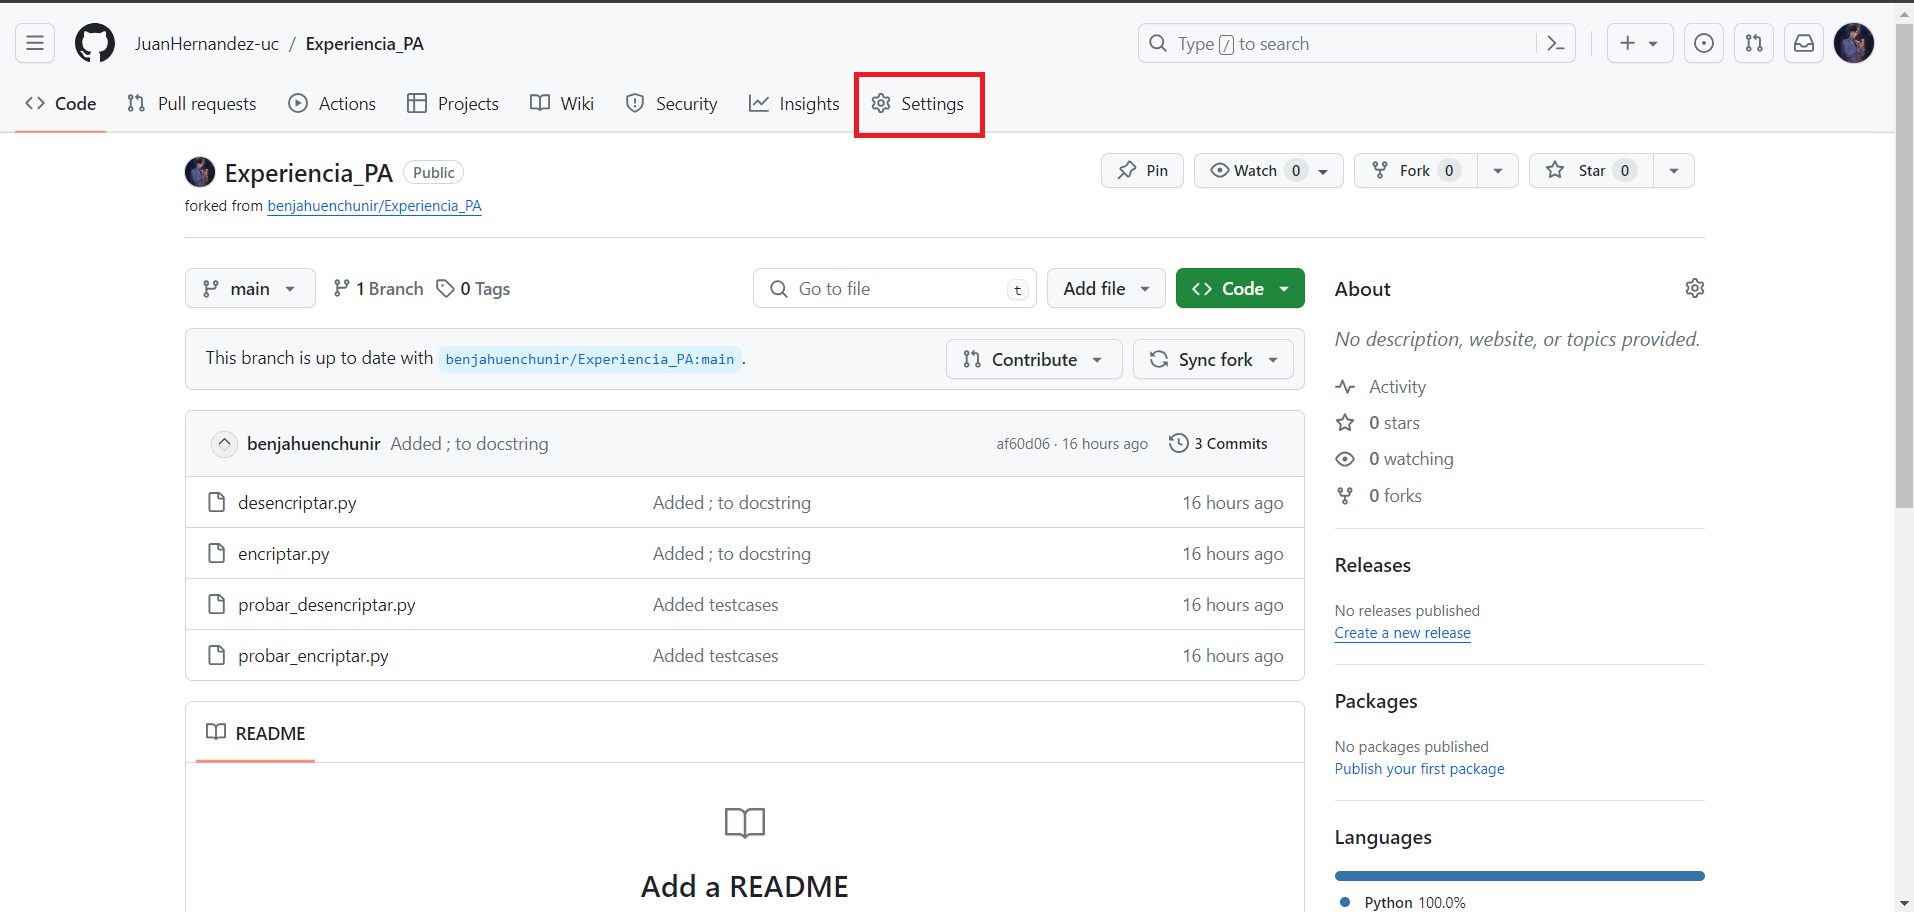 JuanHernandez-uc / Experiencia_PA
Type / to search
Code Pull requests Actions Projects Wiki Security Insights Settings
Experiencia_PA Public
Pin Watch 0 Fork 0 Star 0
forked from benjahuenchunir/Experiencia_PA
main 1 Branch 0 Tags Go to file t Add file Code
This branch is up to date with benjahuenchunir/Experiencia_PA:main . Contribute Sync fork
benjahuenchunir Added ; to docstring af60d06 · 16 hours ago 3 Commits
desencriptar.py Added ; to docstring 16 hours ago
encriptar.py Added ; to docstring 16 hours ago
probar_desencriptar.py Added testcases 16 hours ago
probar_encriptar.py Added testcases 16 hours ago
README
Add a README
About
No description, website, or topics provided.
Activity
0 stars
0 watching
0 forks
Releases
No releases published
Create a new release
Packages
No packages published
Publish your first package
Languages
Python 100.0%